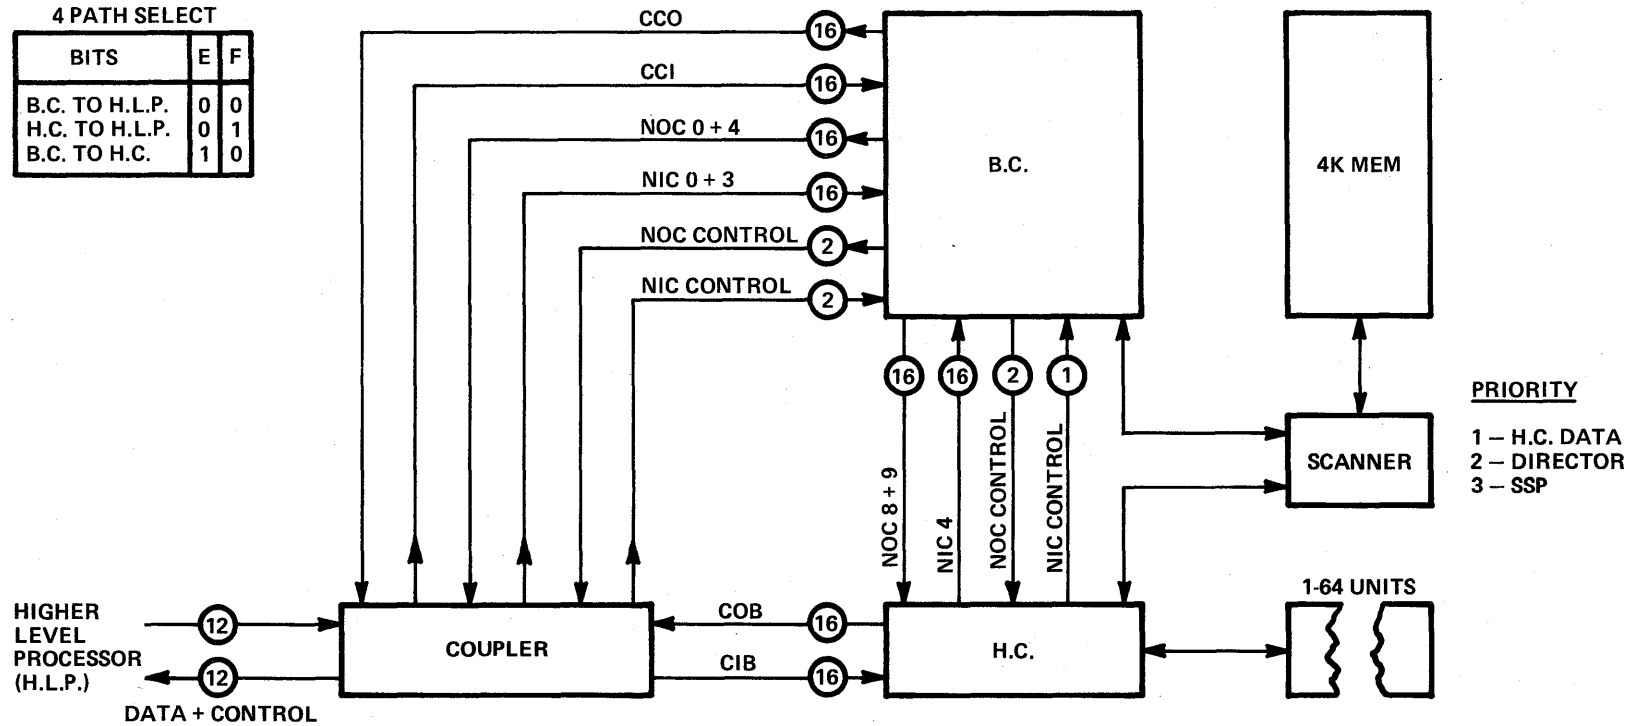 4 PATH SELECT
BITS E F
B.C. TO H.L.P. 0 0
H.C. TO H.L.P. 0 1
B.C. TO H.C. 1 0
CCO 16
CCI 16
NOC 0 + 4 16
NIC 0 + 3 16
NOC CONTROL 2
NIC CONTROL 2
B.C.
4K MEM
16 16 2 1
NOC 8 + 9
NIC 4
NOC CONTROL
NIC CONTROL
SCANNER
PRIORITY
1 – H.C. DATA
2 – DIRECTOR
3 – SSP
1-64 UNITS
HIGHER
LEVEL
PROCESSOR
(H.L.P.)
12
12
DATA + CONTROL
COUPLER
COB 16
CIB 16
H.C.